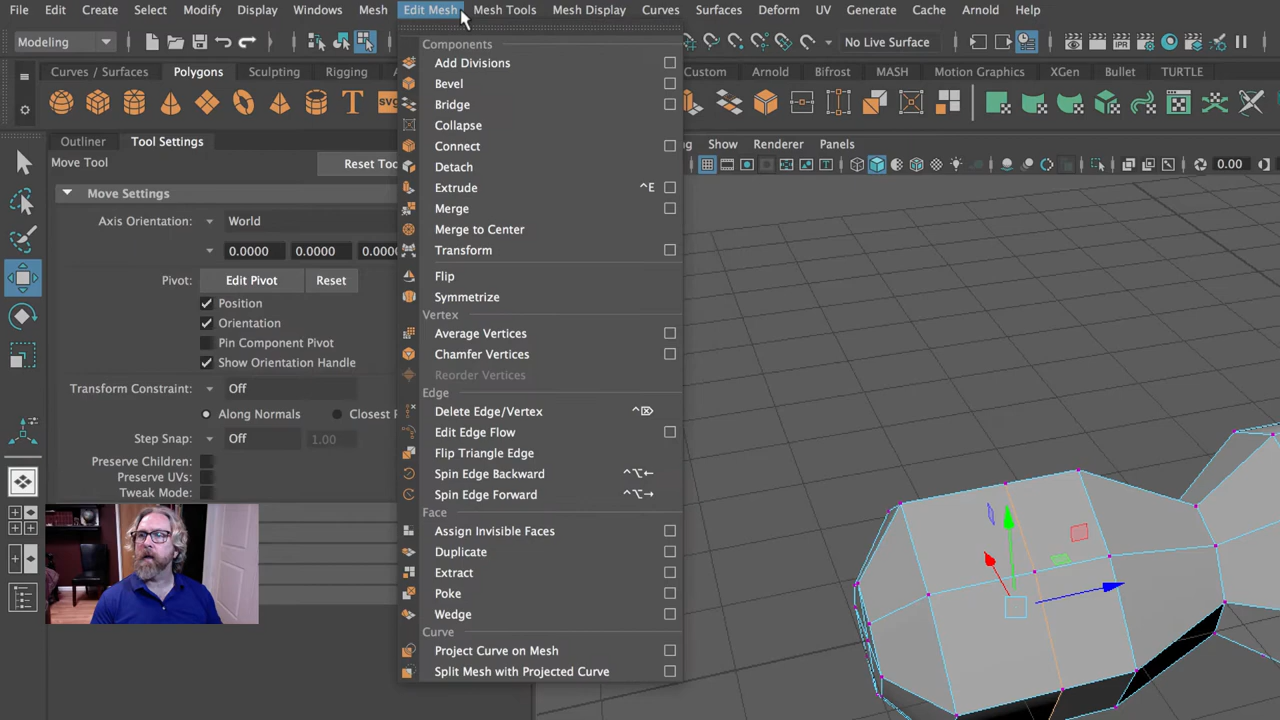 File Edit Create Select Modify Display Windows Mesh Edit Mesh Mesh Tools Mesh Display Curves Surfaces Deform UV Generate Cache Arnold Help
Modeling No Live Surface
Curves / Surfaces Polygons Sculpting Rigging Custom Arnold Bifrost MASH Motion Graphics XGen Bullet TURTLE
T
Outliner Tool Settings Show Renderer Panels
Move Tool Reset Too 0.00
Move Settings
Axis Orientation: World
0.0000 0.0000 0.0000
Pivot: Edit Pivot Reset
Position
Orientation
Pin Component Pivot
Show Orientation Handle
Transform Constraint: Off
Along Normals Closest
Step Snap: Off 1.00
Preserve Children:
Preserve UVs:
Tweak Mode:
Components
Add Divisions
Bevel
Bridge
Collapse
Connect
Detach
Extrude ^E
Merge
Merge to Center
Transform
Flip
Symmetrize
Vertex
Average Vertices
Chamfer Vertices
Reorder Vertices
Edge
Delete Edge/Vertex ^⌦
Edit Edge Flow
Flip Triangle Edge
Spin Edge Backward ^⌥←
Spin Edge Forward ^⌥→
Face
Assign Invisible Faces
Duplicate
Extract
Poke
Wedge
Curve
Project Curve on Mesh
Split Mesh with Projected Curve